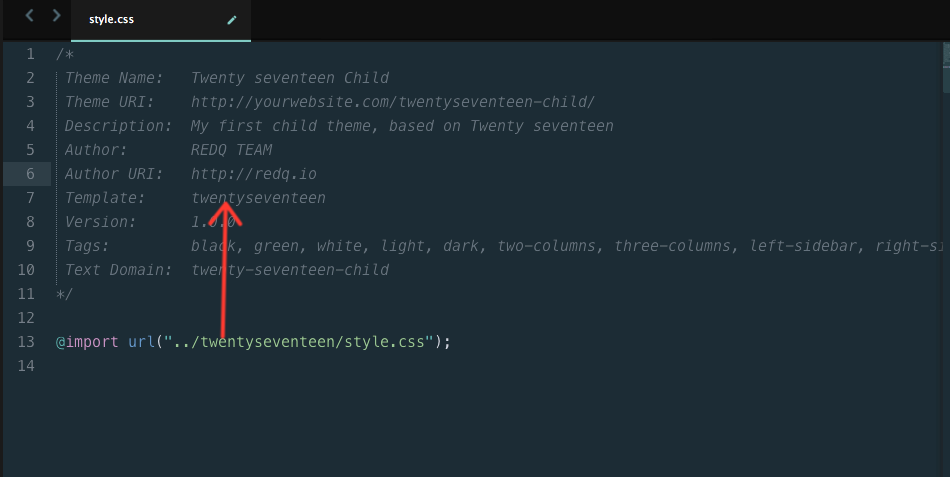 style.css
1 /*
2 Theme Name: Twenty seventeen Child
3 Theme URI: http://yourwebsite.com/twentyseventeen-child/
4 Description: My first child theme, based on Twenty seventeen
5 Author: REDQ TEAM
6 Author URI: http://redq.io
7 Template: twentyseventeen
8 Version: 1.0.0
9 Tags: black, green, white, light, dark, two-columns, three-columns, left-sidebar, right-si
10 Text Domain: twenty-seventeen-child
11 */
12
13 @import url("../twentyseventeen/style.css");
14